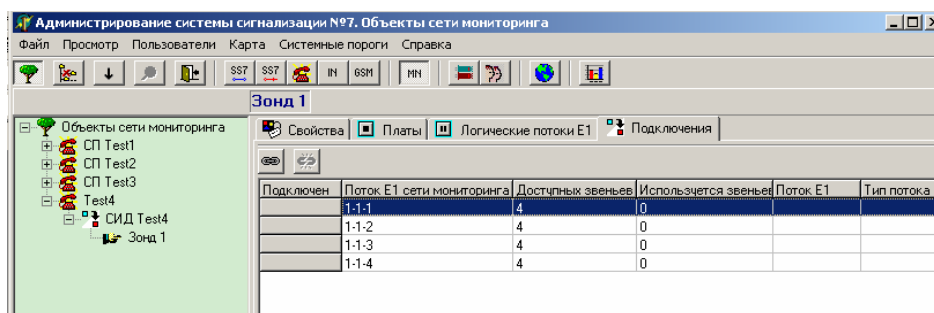 Администрирование системы сигнализации №7. Объекты сети мониторинга
Файл Просмотр Пользователи Карта Системные пороги Справка
SS7 SS7 IN GSM MN
Зонд 1
Объекты сети мониторинга
СП Test1
СП Test2
СП Test3
Test4
СИД Test4
Зонд 1
Свойства Платы Логические потоки E1 Подключения
Подключен Поток E1 сети мониторинга Доступных звеньев Используется звеньев Поток E1 Тип потока
1-1-1 4 0
1-1-2 4 0
1-1-3 4 0
1-1-4 4 0